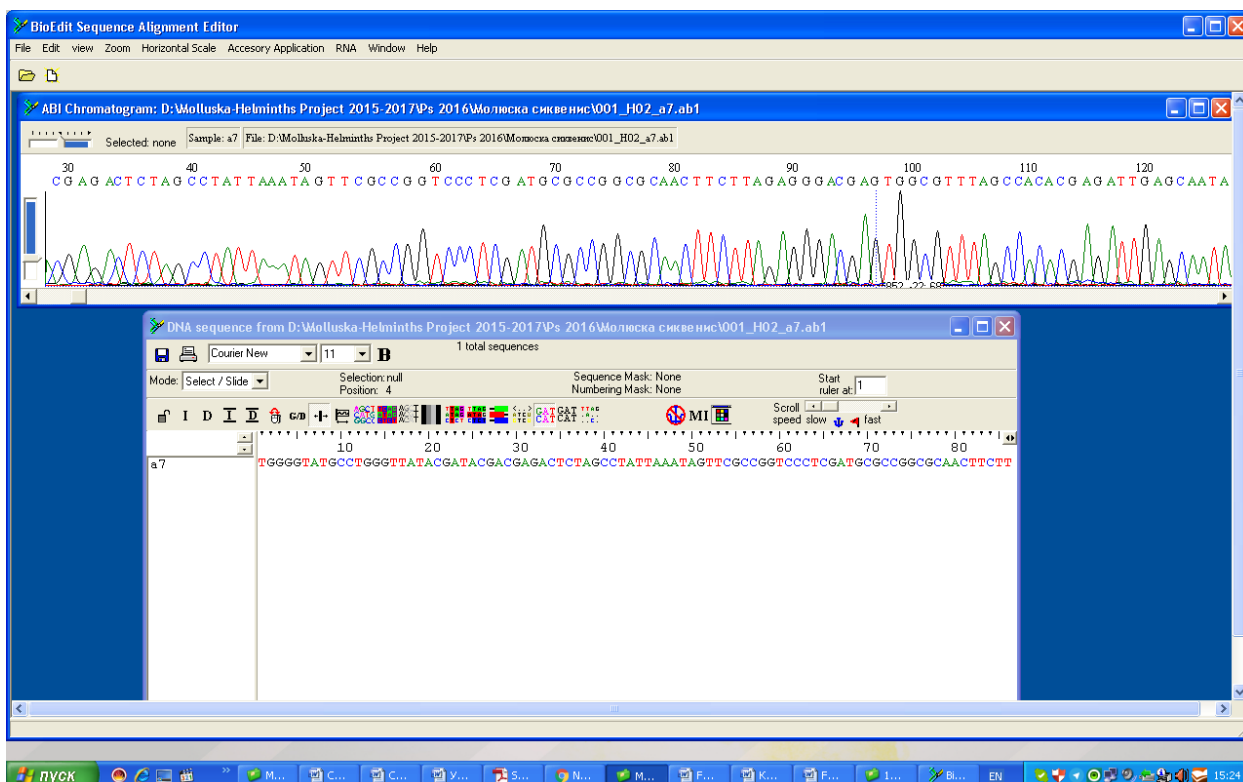 BioEdit Sequence Alignment Editor
File Edit view Zoom Horizontal Scale Accesory Application RNA Window Help
ABI Chromatogram: D:\Molluska-Helminths Project 2015-2017\Ps 2016\Молюска сиквенис\001_H02_a7.ab1
Selected: none Sample: a7 File: D:\Molluska-Helminths Project 2015-2017\Ps 2016\Молюска сиквенис\001_H02_a7.ab1
30 40 50 60 70 80 90 100 110 120
CGAGACTCTAGCCTATTAAATAGTTCGCCGGTCCCTCGATGCGCCGGCGCAACTTCTTAGAGGGACGAGTGGCGTTTAGCCACACGAGATTGAGCAATA
DNA sequence from D:\Molluska-Helminths Project 2015-2017\Ps 2016\Молюска сиквенис\001_H02_a7.ab1
Courier New 11 B 1 total sequences
Mode: Select / Slide Selection: null Sequence Mask: None Start
Position: 4 Numbering Mask: None ruler at: 1
I D I D G/D MI Scroll
speed slow fast
10 20 30 40 50 60 70 80
a7 TGGGGTATGCCTGGGTTATACGATACGACGAGACTCTAGCCTATTAAATAGTTCGCCGGTCCCTCGATGCGCCGGCGCAACTTCTT
пуск M... C... C... У... S... N... M... F... K... F... 1... Bi... EN 15:24